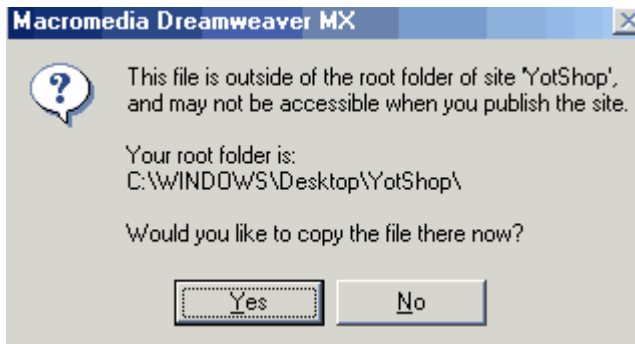 Macromedia Dreamweaver MX
?
This file is outside of the root folder of site 'YotShop',
and may not be accessible when you publish the site.
Your root folder is:
C:\WINDOWS\Desktop\YotShop\
Would you like to copy the file there now?
Yes No